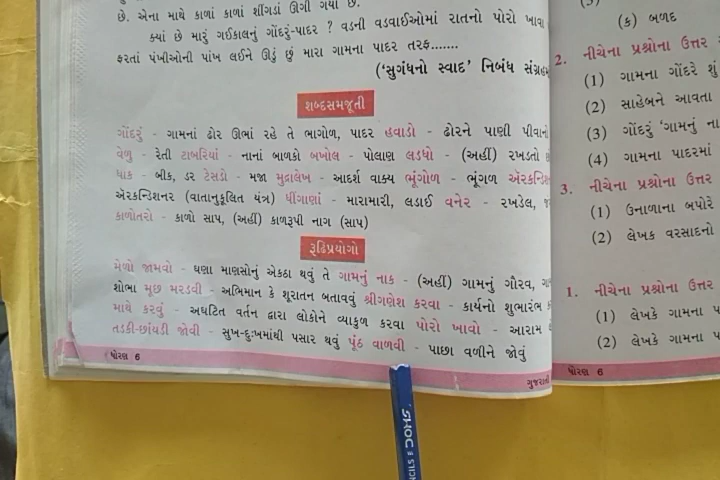 છે. એના માથે કાળાં કાળાં શીંગડાં ઊગી ગયાં છે.
ક્યાં છે મારું ગઈકાલનું ગોંદરું-પાદર ? વડની વડવાઈઓમાં રાતનો પોરો ખાવા
ફરતાં પંખીઓની પાંખ લઈને ઊડું છું મારા ગામના પાદર તરફ.......
('સુગંધનો સ્વાદ' નિબંધ સંગ્રહ
શબ્દસમજૂતી
ગોંદરું - ગામનાં ઢોર ઊભાં રહે તે ભાગોળ, પાદર હવાડો - ઢોરને પાણી પીવાનો
વેળુ - રેતી ટાબરિયાં - નાનાં બાળકો બખોલ - પોલાણ લડધો - (અહીં) રખડતો
ધાક - બીક, ડર ટેસડો - મજા મુદ્રાલેખ - આદર્શ વાક્ય ભૂંગોળ - ભૂંગળ
એરકન્ડિશનર (વાતાનુકૂલિત યંત્ર) ધીંગાણાં - મારામારી, લડાઈ વનેર - રખડેલ,
કાળોતરો - કાળો સાપ, (અહીં) કાળરૂપી નાગ (સાપ)
રૂઢિપ્રયોગો
મેળો જામવો - ઘણા માણસોનું એકઠા થવું તે ગામનું નાક - (અહીં) ગામનું ગૌરવ,
શોભા મૂછ મરડવી - અભિમાન કે શૂરાતન બતાવવું શ્રીગણેશ કરવા - કાર્યનો શુભારંભ
માથે કરવું - અઘટિત વર્તન દ્વારા લોકોને વ્યાકુળ કરવા પોરો ખાવો - આરામ
તડકી-છાંયડી જોવી - સુખ-દુઃખમાંથી પસાર થવું પૂંઠ વાળવી - પાછા વળીને જોવું
ધોરણ 6
(ક) બળદ
2. નીચેના પ્રશ્નોના ઉત્તર
(1) ગામના ગોંદરે શું
(2) સાહેબને આવતા
(3) ગોંદરું 'ગામનું ના
(4) ગામના પાદરમાં
3. નીચેના પ્રશ્નોના ઉત્તર
(1) ઉનાળાના બપોરે
(2) લેખક વરસાદનો
1. નીચેના પ્રશ્નોના ઉત્તર
(1) લેખકે ગામના
(2) લેખકે ગામના
ધોરણ 6